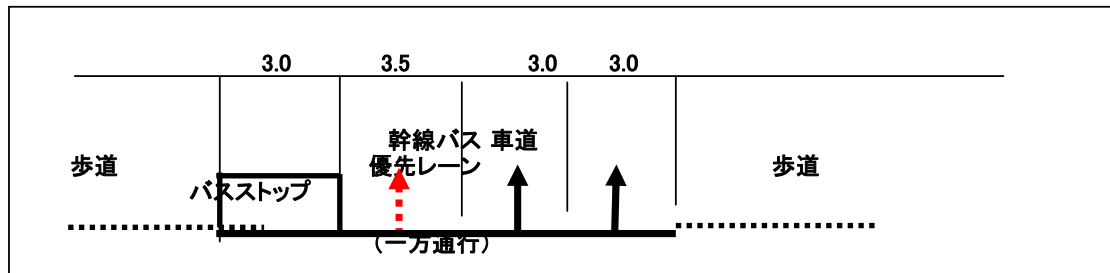 3.0 3.5 3.0 3.0
幹線バス 車道
歩道 優先レーン 歩道
バスストップ
(一方通行)